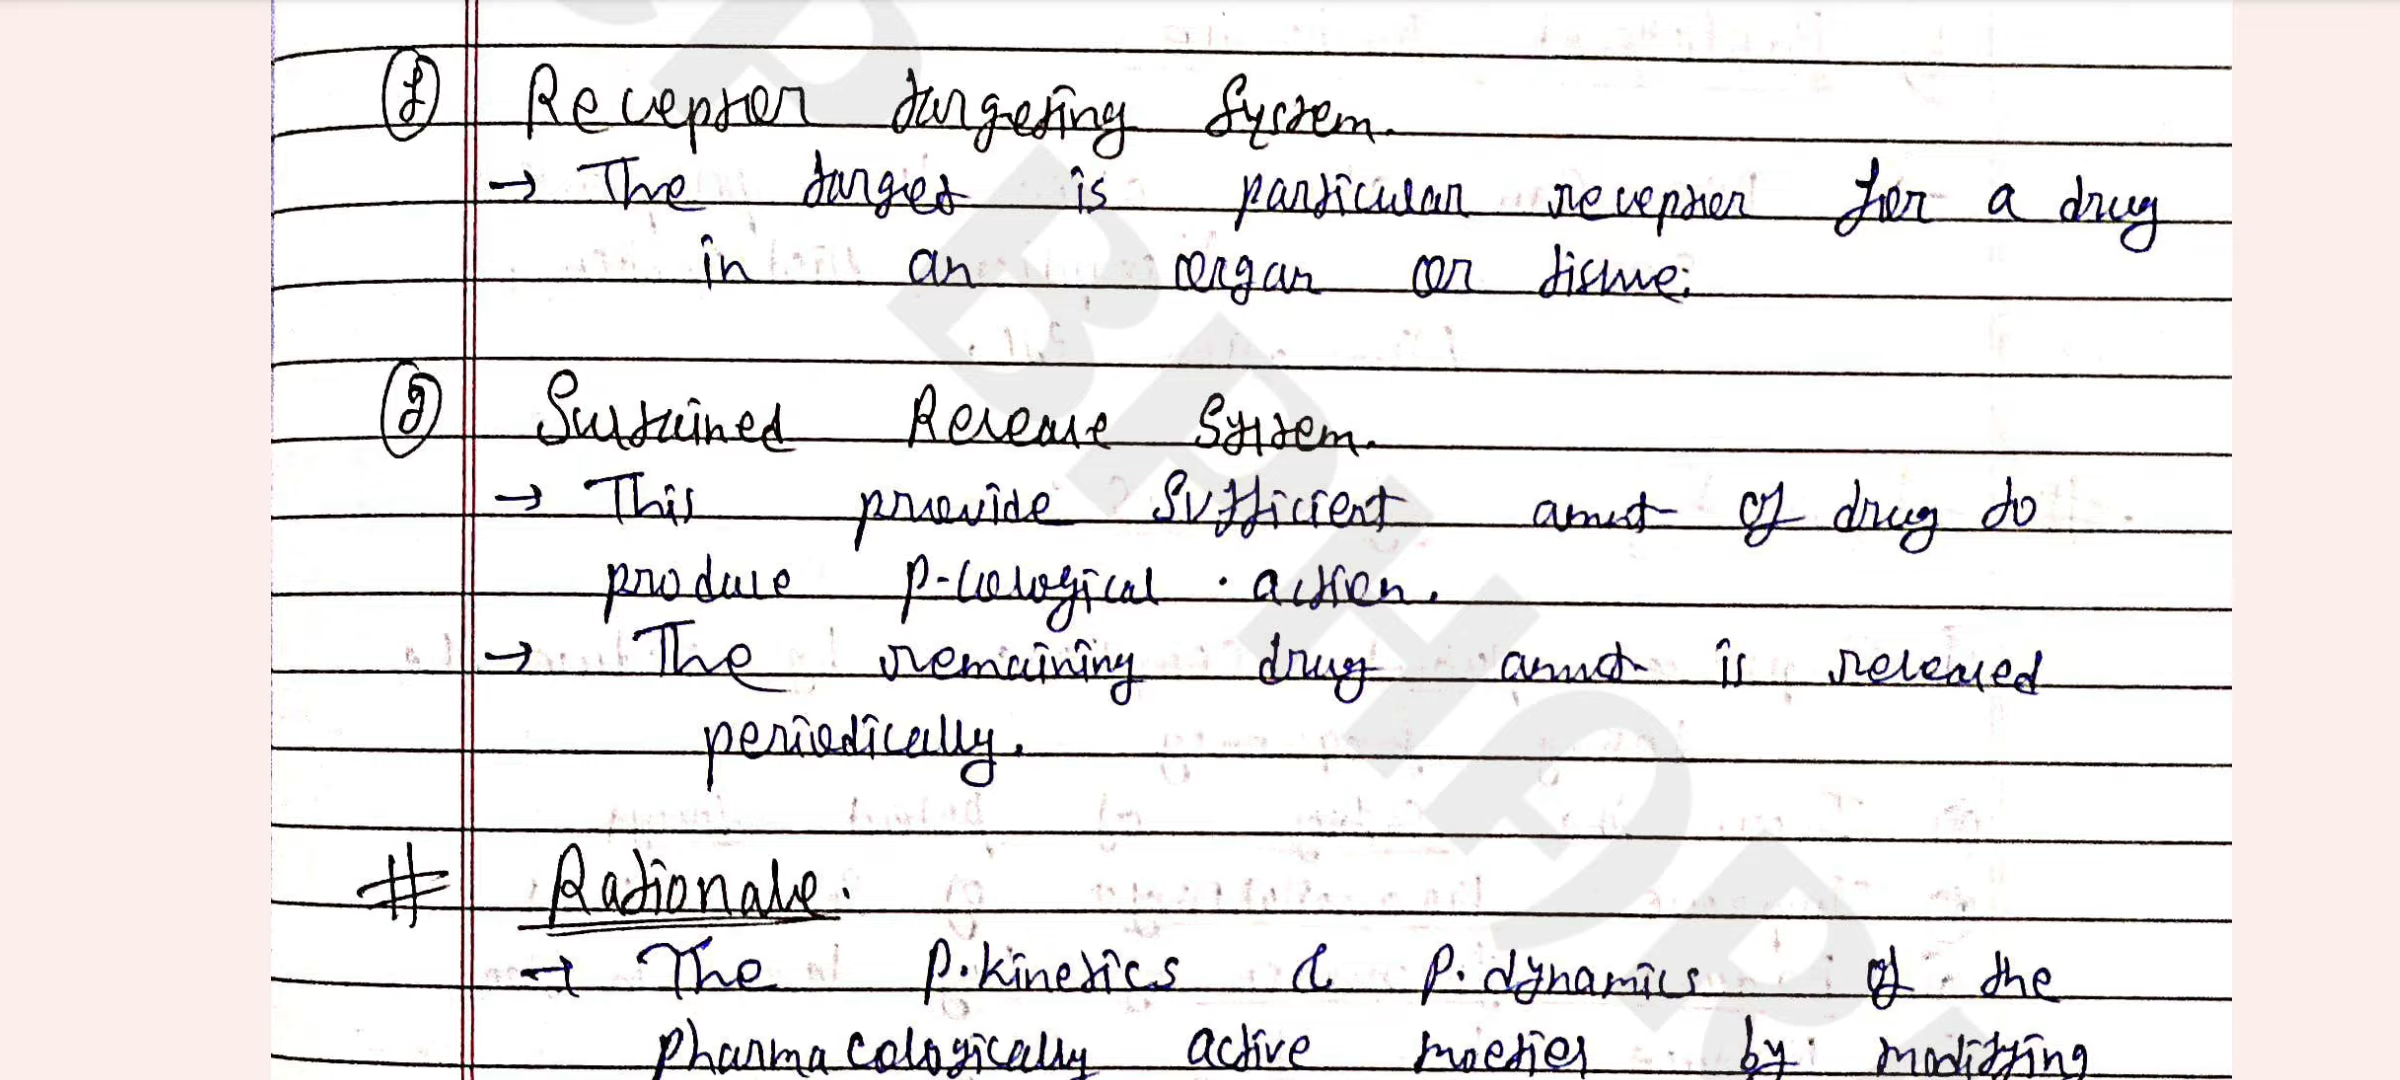 (f) Receptor targeting System.
→ The target is particular receptor for a drug
in an organ or tissue.
(g) Sustained Release System.
→ This provide Sufficient amnt of drug to
produce p-cological action.
→ The remaining drug amnt is released
periodically.
# Rationale.
→ The P.kinetics & P.dynamics of the
pharmacologically active moeties by modifying